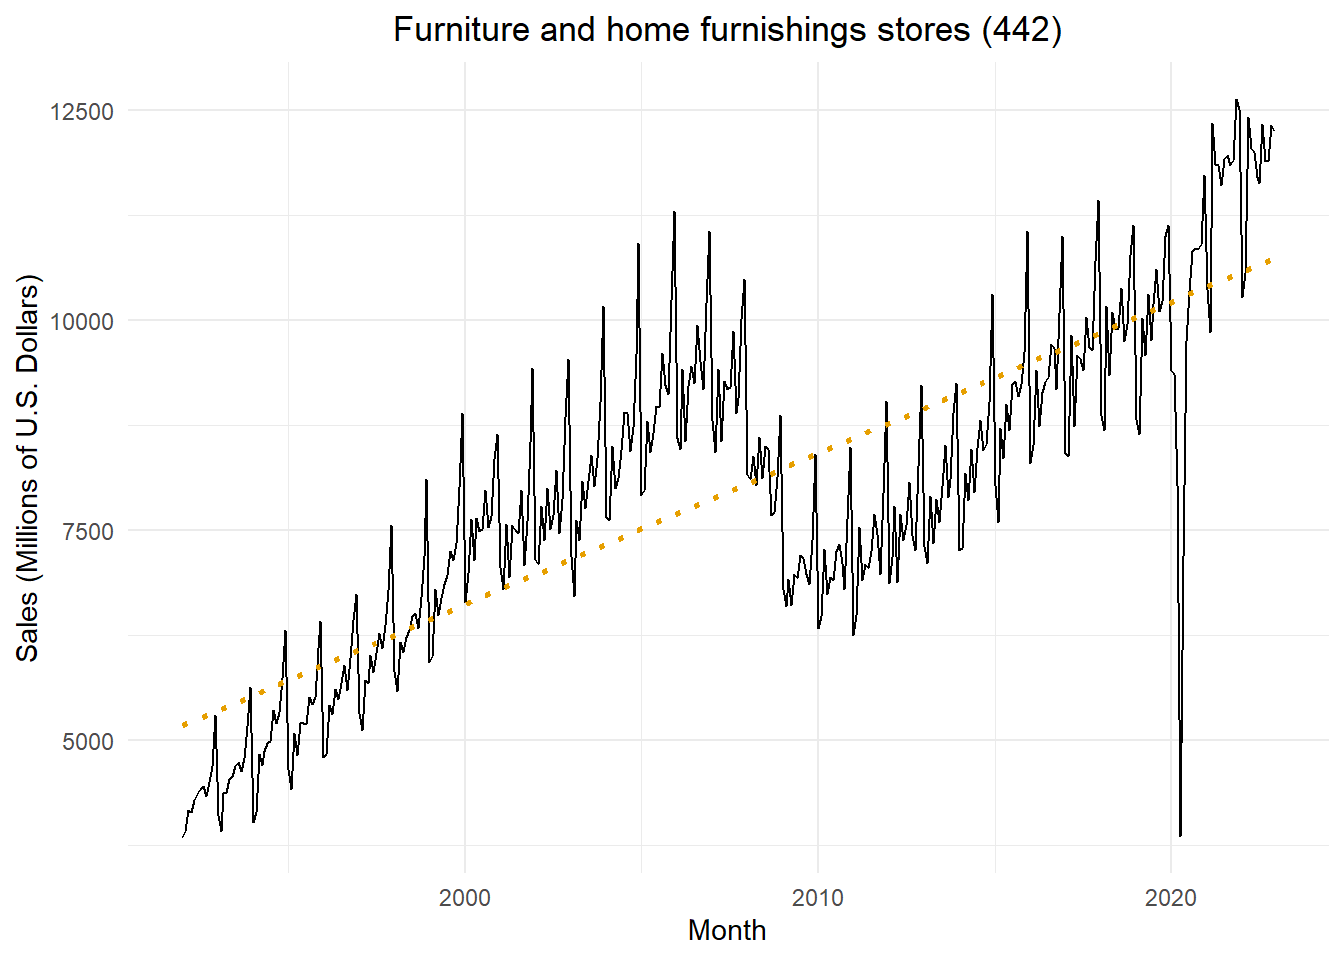 Furniture and home furnishings stores (442)
12500
10000
7500
5000
Sales (Millions of U.S. Dollars)
2000
2010
2020
Month